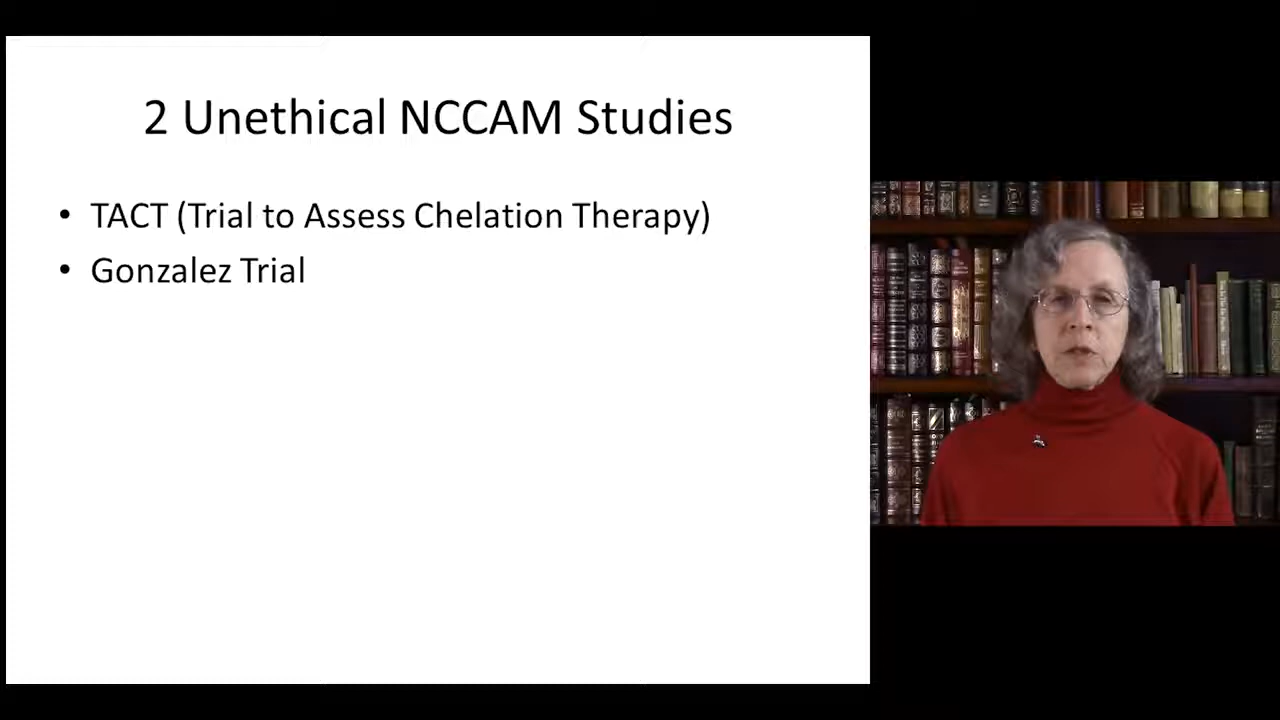 2 Unethical NCCAM Studies
• TACT (Trial to Assess Chelation Therapy)
• Gonzalez Trial